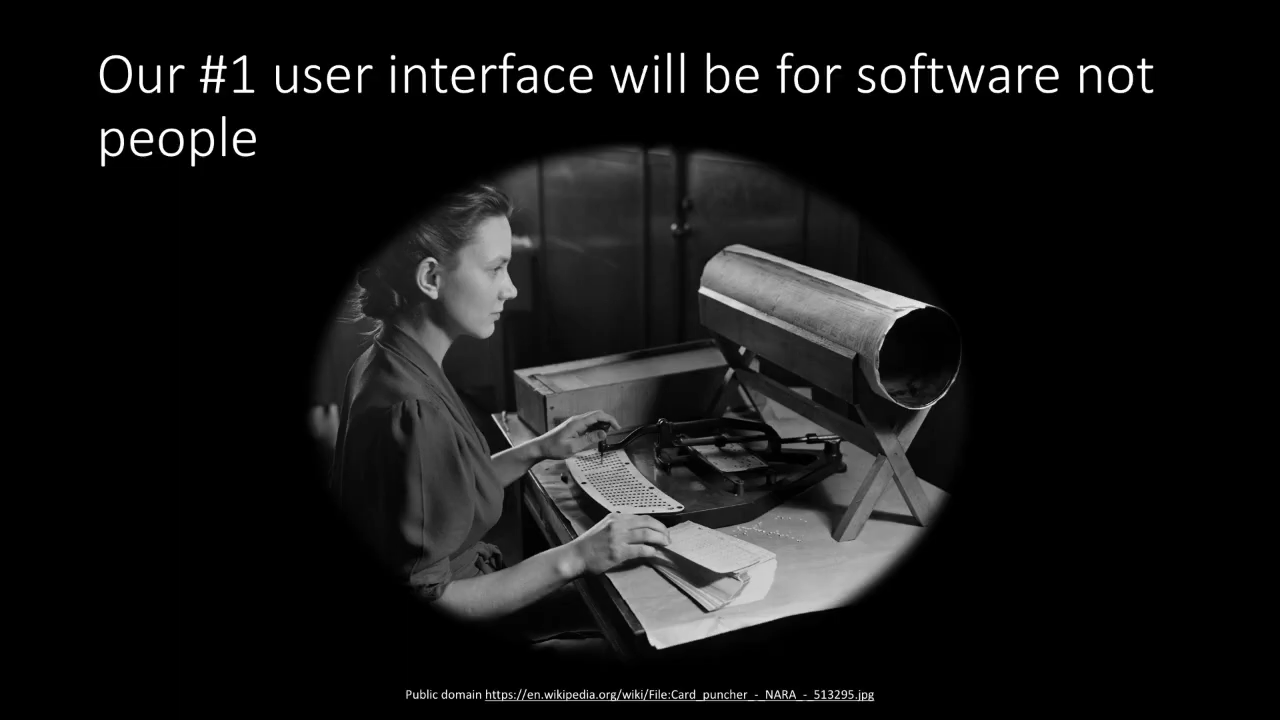 Our #1 user interface will be for software not
people
Public domain https://en.wikipedia.org/wiki/File:Card_puncher_-_NARA_-_513295.jpg